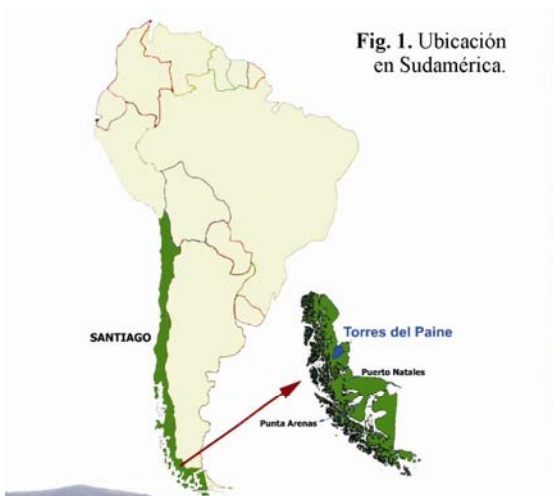 Fig. 1. Ubicación
en Sudamérica.
SANTIAGO
Torres del Paine
Puerto Natales
Punta Arenas